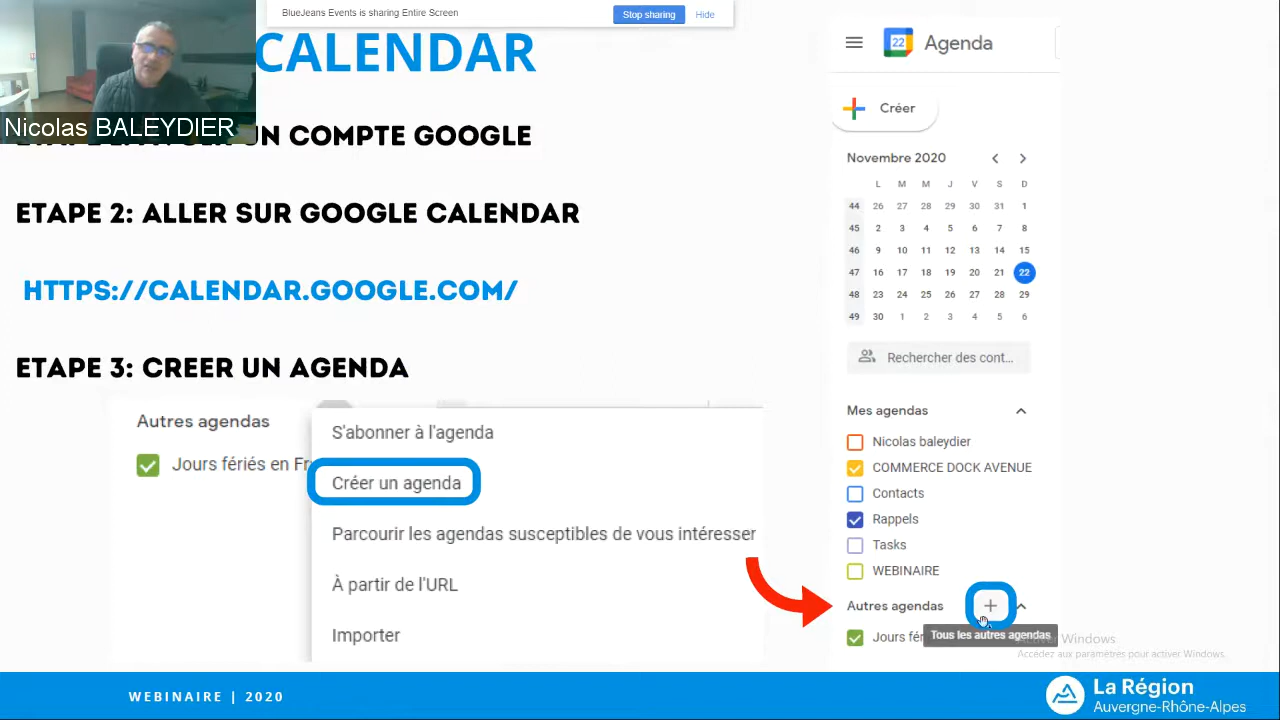 BlueJeans Events is sharing Entire Screen
Stop sharing
Hide
CALENDAR
Nicolas BALEYDIER
UN COMPTE GOOGLE
ETAPE 2: ALLER SUR GOOGLE CALENDAR
HTTPS://CALENDAR.GOOGLE.COM/
ETAPE 3: CREER UN AGENDA
Autres agendas
Jours fériés en Fr
S'abonner à l'agenda
Créer un agenda
Parcourir les agendas susceptibles de vous intéresser
À partir de l'URL
Importer
22 Agenda
Créer
Novembre 2020
L M M J V S D
44 26 27 28 29 30 31 1
45 2 3 4 5 6 7 8
46 9 10 11 12 13 14 15
47 16 17 18 19 20 21 22
48 23 24 25 26 27 28 29
49 30 1 2 3 4 5 6
Rechercher des cont...
Mes agendas
Nicolas baleydier
COMMERCE DOCK AVENUE
Contacts
Rappels
Tasks
WEBINAIRE
Autres agendas +
Jours fér
Tous les autres agendas
Windows
Accédez aux paramètres pour activer Windows.
WEBINAIRE | 2020
La Région
Auvergne-Rhône-Alpes